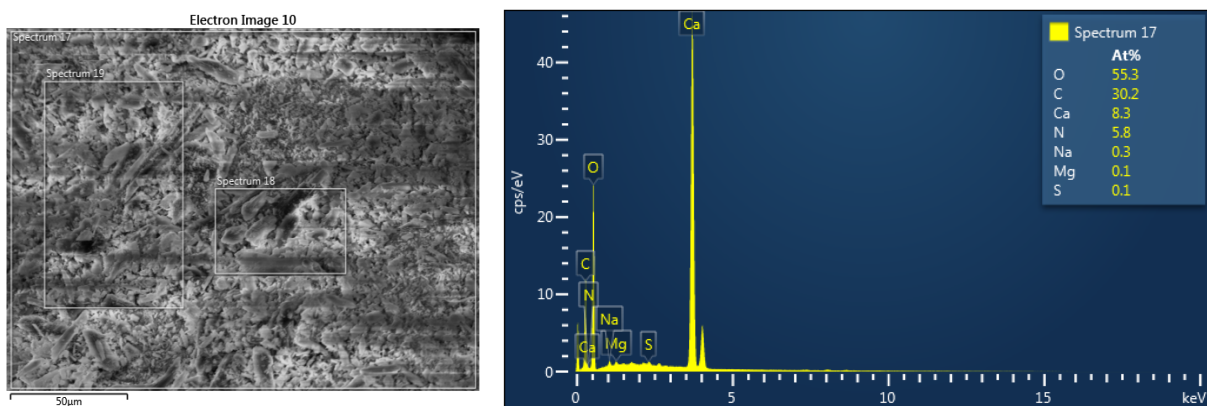 Electron Image 10
Spectrum 17
Spectrum 19
Spectrum 18
50µm
cps/eV
40
30
20
10
0
Ca
O
C
N
Ca
Na
Mg
S
0
5
10
15
keV
Spectrum 17
At%
O 55.3
C 30.2
Ca 8.3
N 5.8
Na 0.3
Mg 0.1
S 0.1